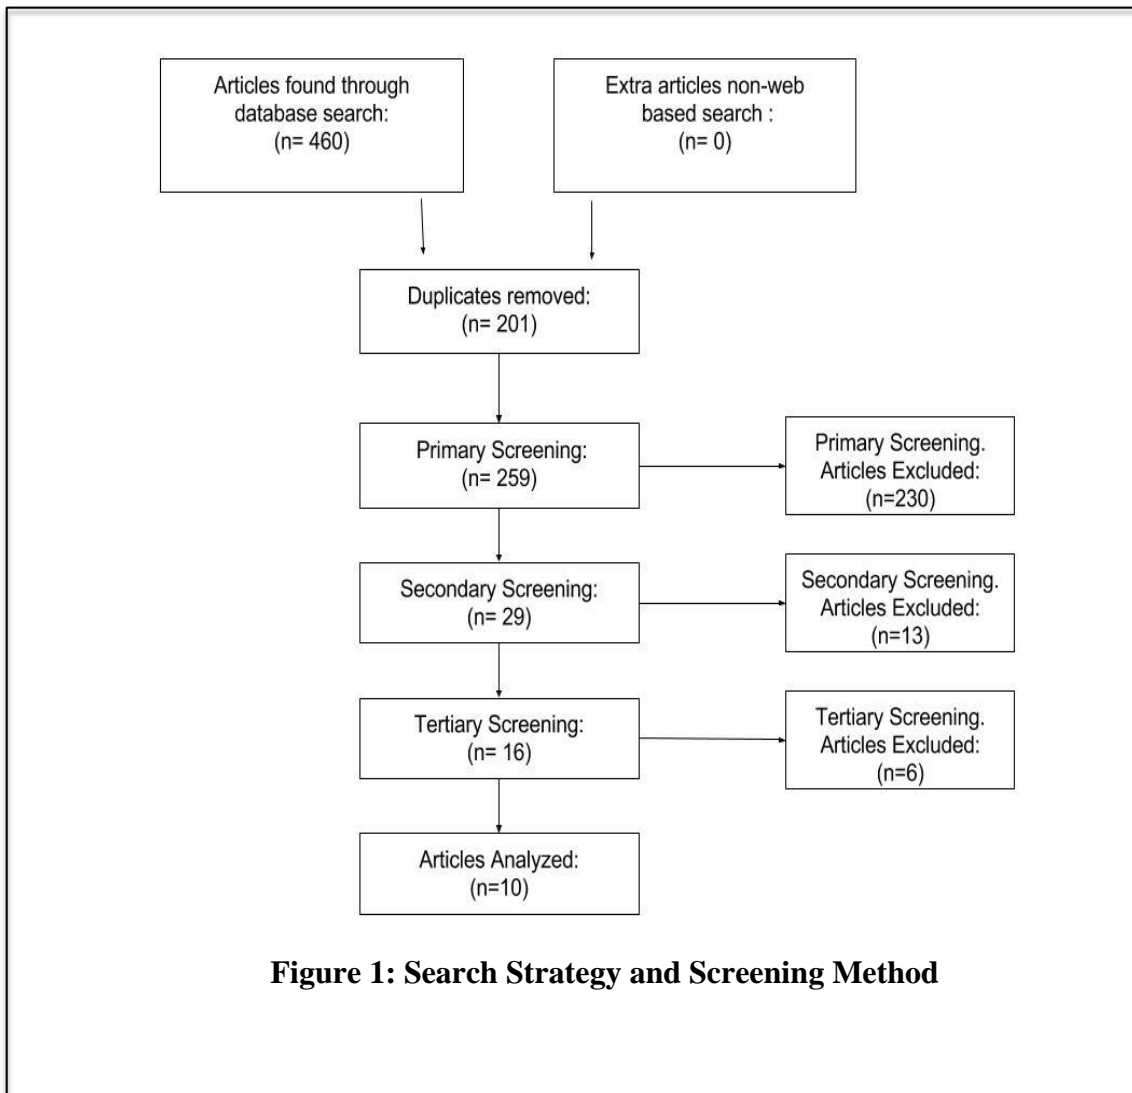 Articles found through
database search:
(n= 460)
Extra articles non-web
based search :
(n= 0)
Duplicates removed:
(n= 201)
Primary Screening:
(n= 259)
Primary Screening.
Articles Excluded:
(n=230)
Secondary Screening:
(n= 29)
Secondary Screening.
Articles Excluded:
(n=13)
Tertiary Screening:
(n= 16)
Tertiary Screening.
Articles Excluded:
(n=6)
Articles Analyzed:
(n=10)
Figure 1: Search Strategy and Screening Method